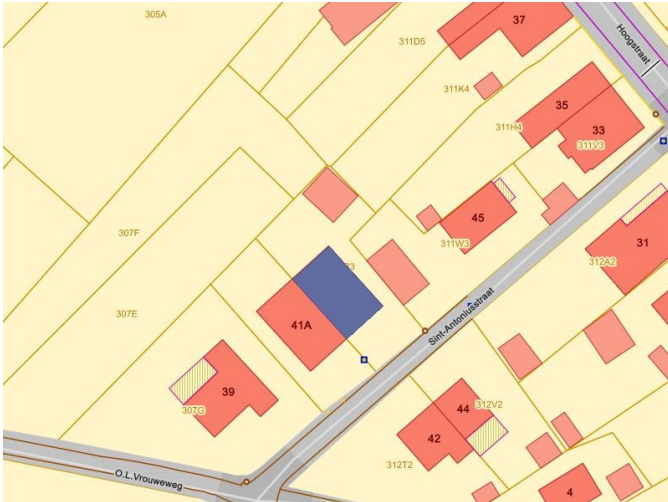 305A
37
Hoogstraat
311D5
311K4
35
311H4
33
311V3
45
307F
311W3
31
312A2
307E
41A
Sint-Antoniusstraat
39
307G
44
312V2
42
312T2
O.L.Vrouweweg
4